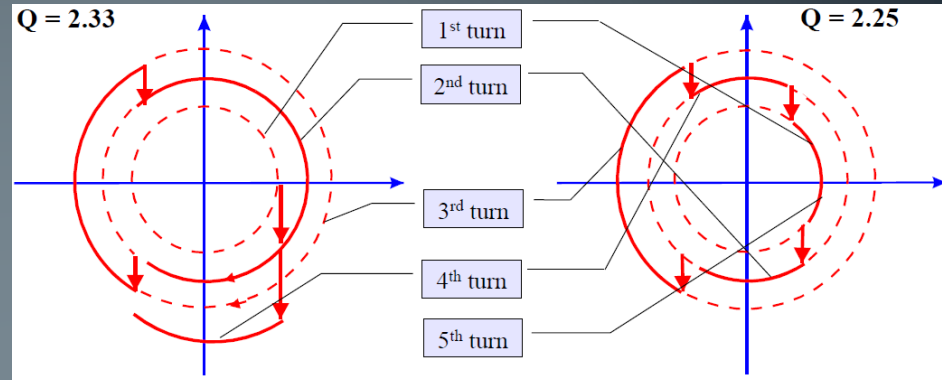 Q = 2.33
Q = 2.25
1st turn
2nd turn
3rd turn
4th turn
5th turn